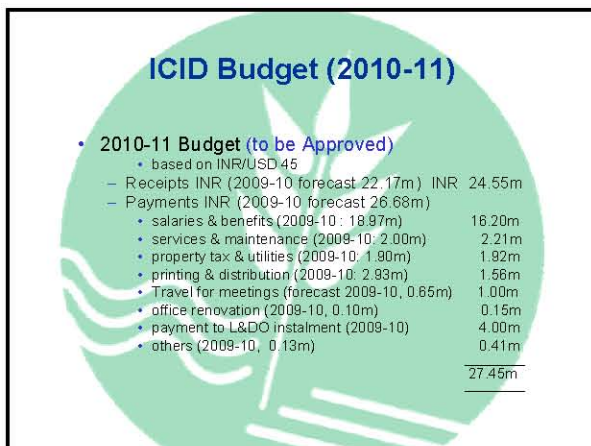 ICID Budget (2010-11)
• 2010-11 Budget (to be Approved)
• based on INR/USD 45
– Receipts INR (2009-10 forecast 22.17m) INR 24.55m
– Payments INR (2009-10 forecast 26.68m)
• salaries & benefits (2009-10 : 18.97m) 16.20m
• services & maintenance (2009-10: 2.00m) 2.21m
• property tax & utilities (2009-10: 1.90m) 1.92m
• printing & distribution (2009-10: 2.93m) 1.56m
• Travel for meetings (forecast 2009-10, 0.65m) 1.00m
• office renovation (2009-10, 0.10m) 0.15m
• payment to L&DO instalment (2009-10) 4.00m
• others (2009-10, 0.13m) 0.41m
27.45m